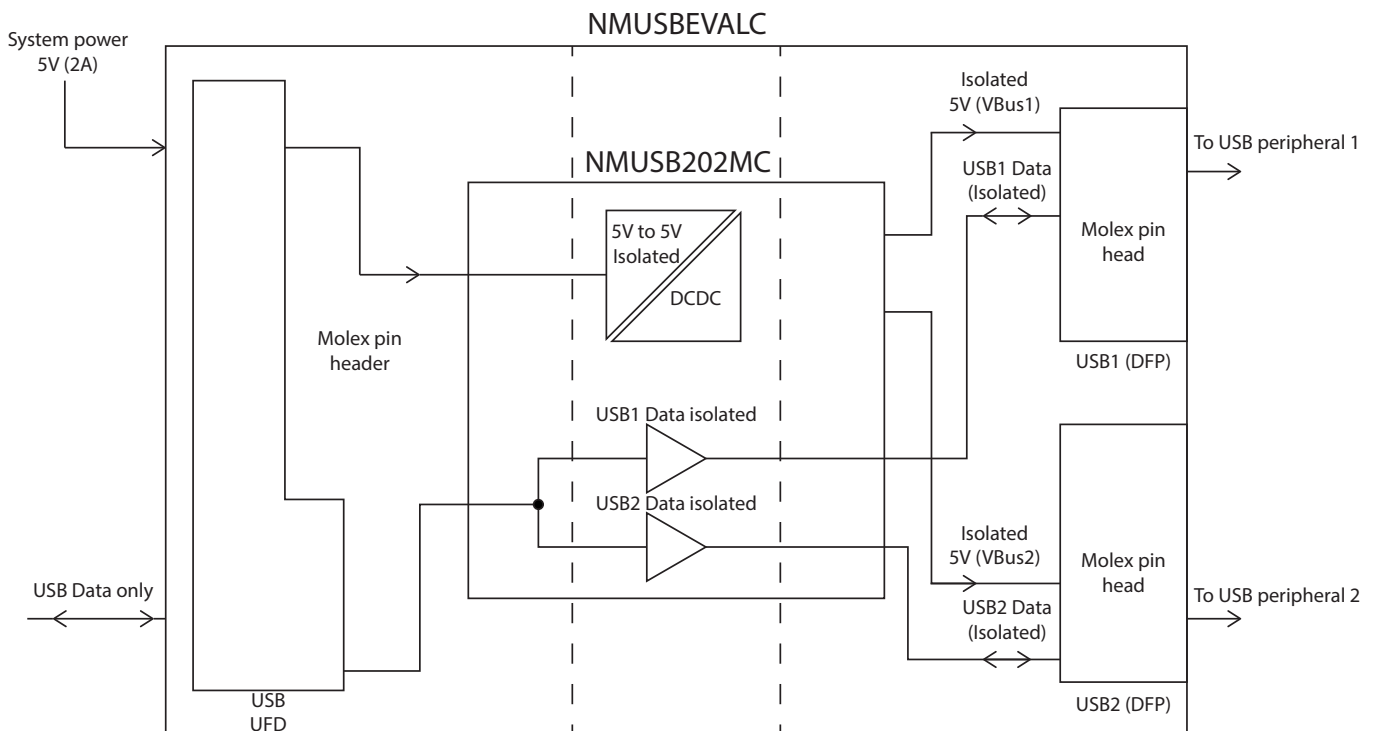 NMUSBEVALC
System power
5V (2A)
Isolated
5V (VBus1)
To USB peripheral 1
NMUSB202MC
USB1 Data
(Isolated)
5V to 5V
Isolated
DCDC
Molex pin
head
Molex pin
header
USB1 (DFP)
USB1 Data isolated
USB2 Data isolated
Isolated
5V (VBus2)
Molex pin
head
USB Data only
To USB peripheral 2
USB2 Data
(Isolated)
USB
UFD
USB2 (DFP)